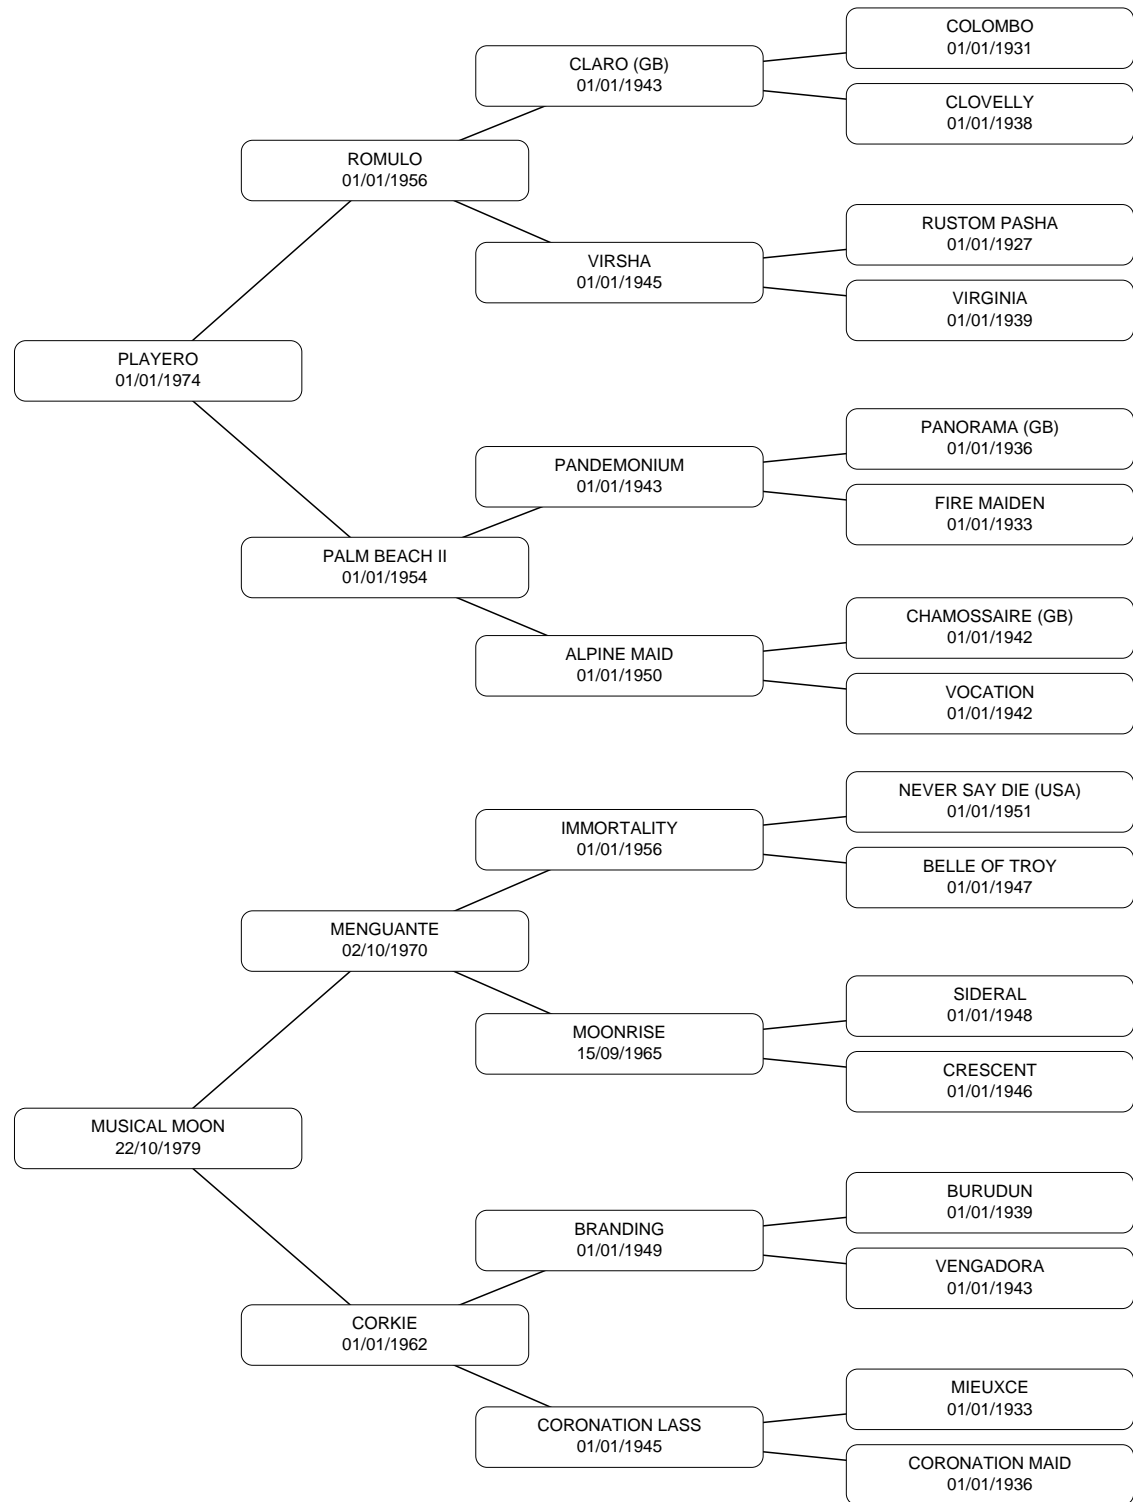 COLOMBO
01/01/1931
CLARO (GB)
01/01/1943
CLOVELLY
01/01/1938
ROMULO
01/01/1956
RUSTOM PASHA
01/01/1927
VIRSHA
01/01/1945
VIRGINIA
01/01/1939
PLAYERO
01/01/1974
PANORAMA (GB)
01/01/1936
PANDEMONIUM
01/01/1943
FIRE MAIDEN
01/01/1933
PALM BEACH II
01/01/1954
CHAMOSSAIRE (GB)
01/01/1942
ALPINE MAID
01/01/1950
VOCATION
01/01/1942
NEVER SAY DIE (USA)
01/01/1951
IMMORTALITY
01/01/1956
BELLE OF TROY
01/01/1947
MENGUANTE
02/10/1970
SIDERAL
01/01/1948
MOONRISE
15/09/1965
CRESCENT
01/01/1946
MUSICAL MOON
22/10/1979
BURUDUN
01/01/1939
BRANDING
01/01/1949
VENGADORA
01/01/1943
CORKIE
01/01/1962
MIEUXCE
01/01/1933
CORONATION LASS
01/01/1945
CORONATION MAID
01/01/1936